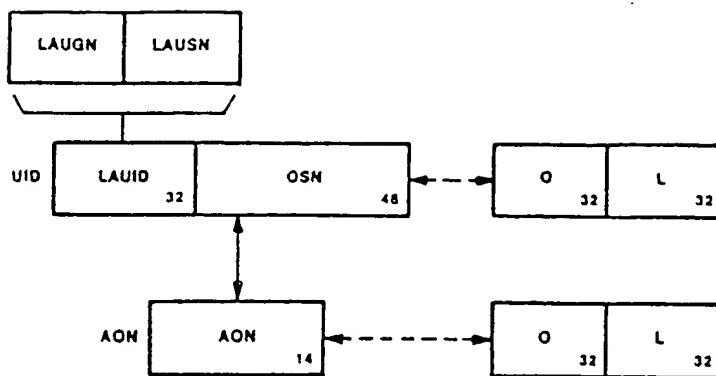 LAUGN LAUSN
UID LAUID 32 OSN 48 O 32 L 32
AON AON 14 O 32 L 32